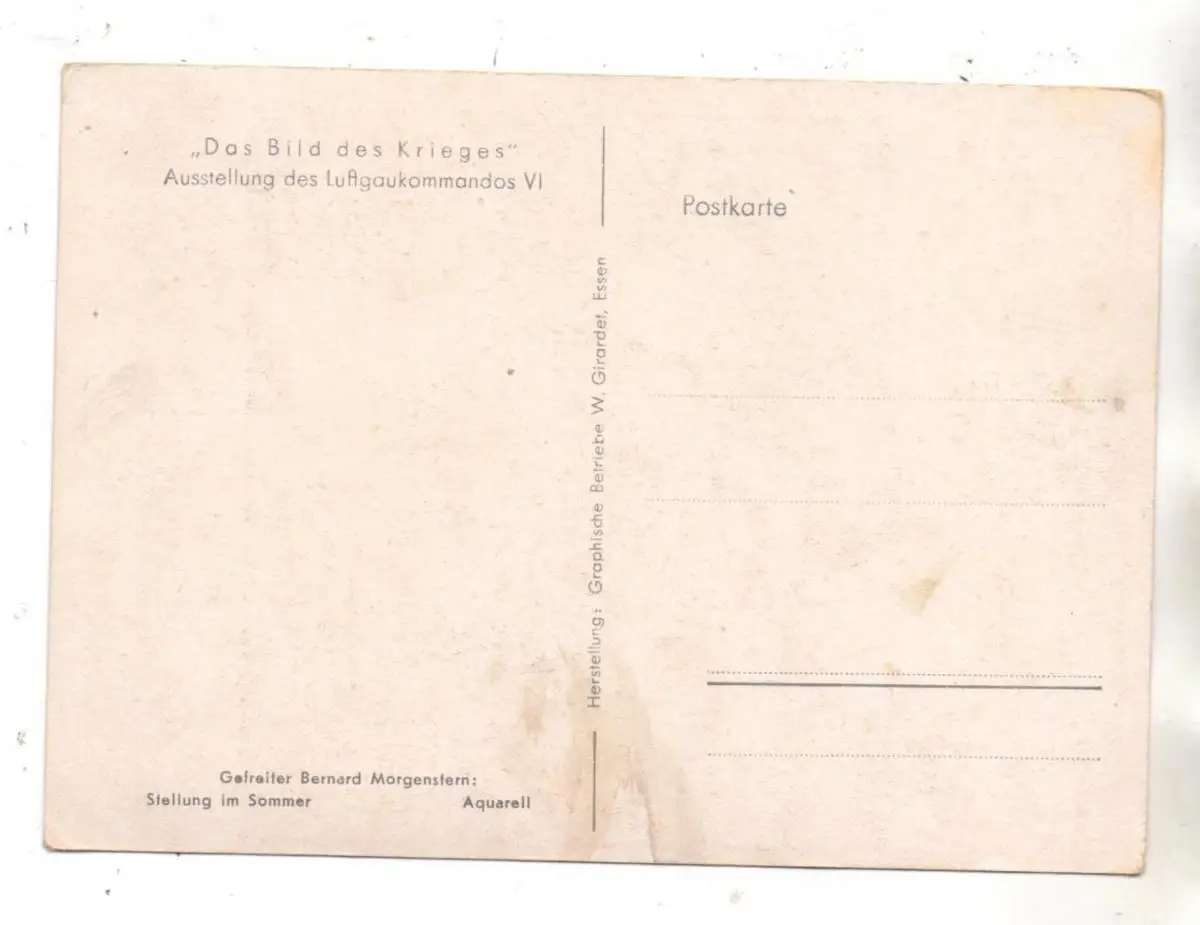 „Das Bild des Krieges“
Ausstellung des Luftgaukommandos VI
Postkarte
Herstellung: Graphische Betriebe W. Girardet, Essen
Gefreiter Bernard Morgenstern:
Stellung im Sommer Aquarell